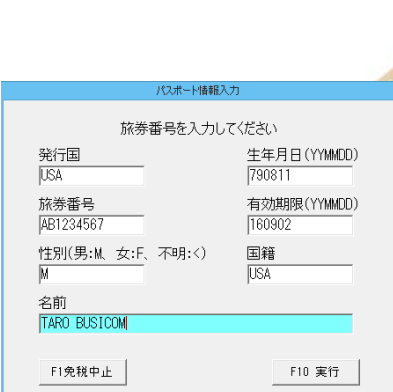 パスポート情報入力
旅券番号を入力してください
発行国 生年月日(YYMMDD)
USA 790811
旅券番号 有効期限(YYMMDD)
AB1234567 160902
性別(男:M、女:F、不明:<) 国籍
M USA
名前
TARO BUSICOM
F1免税中止 F10 実行